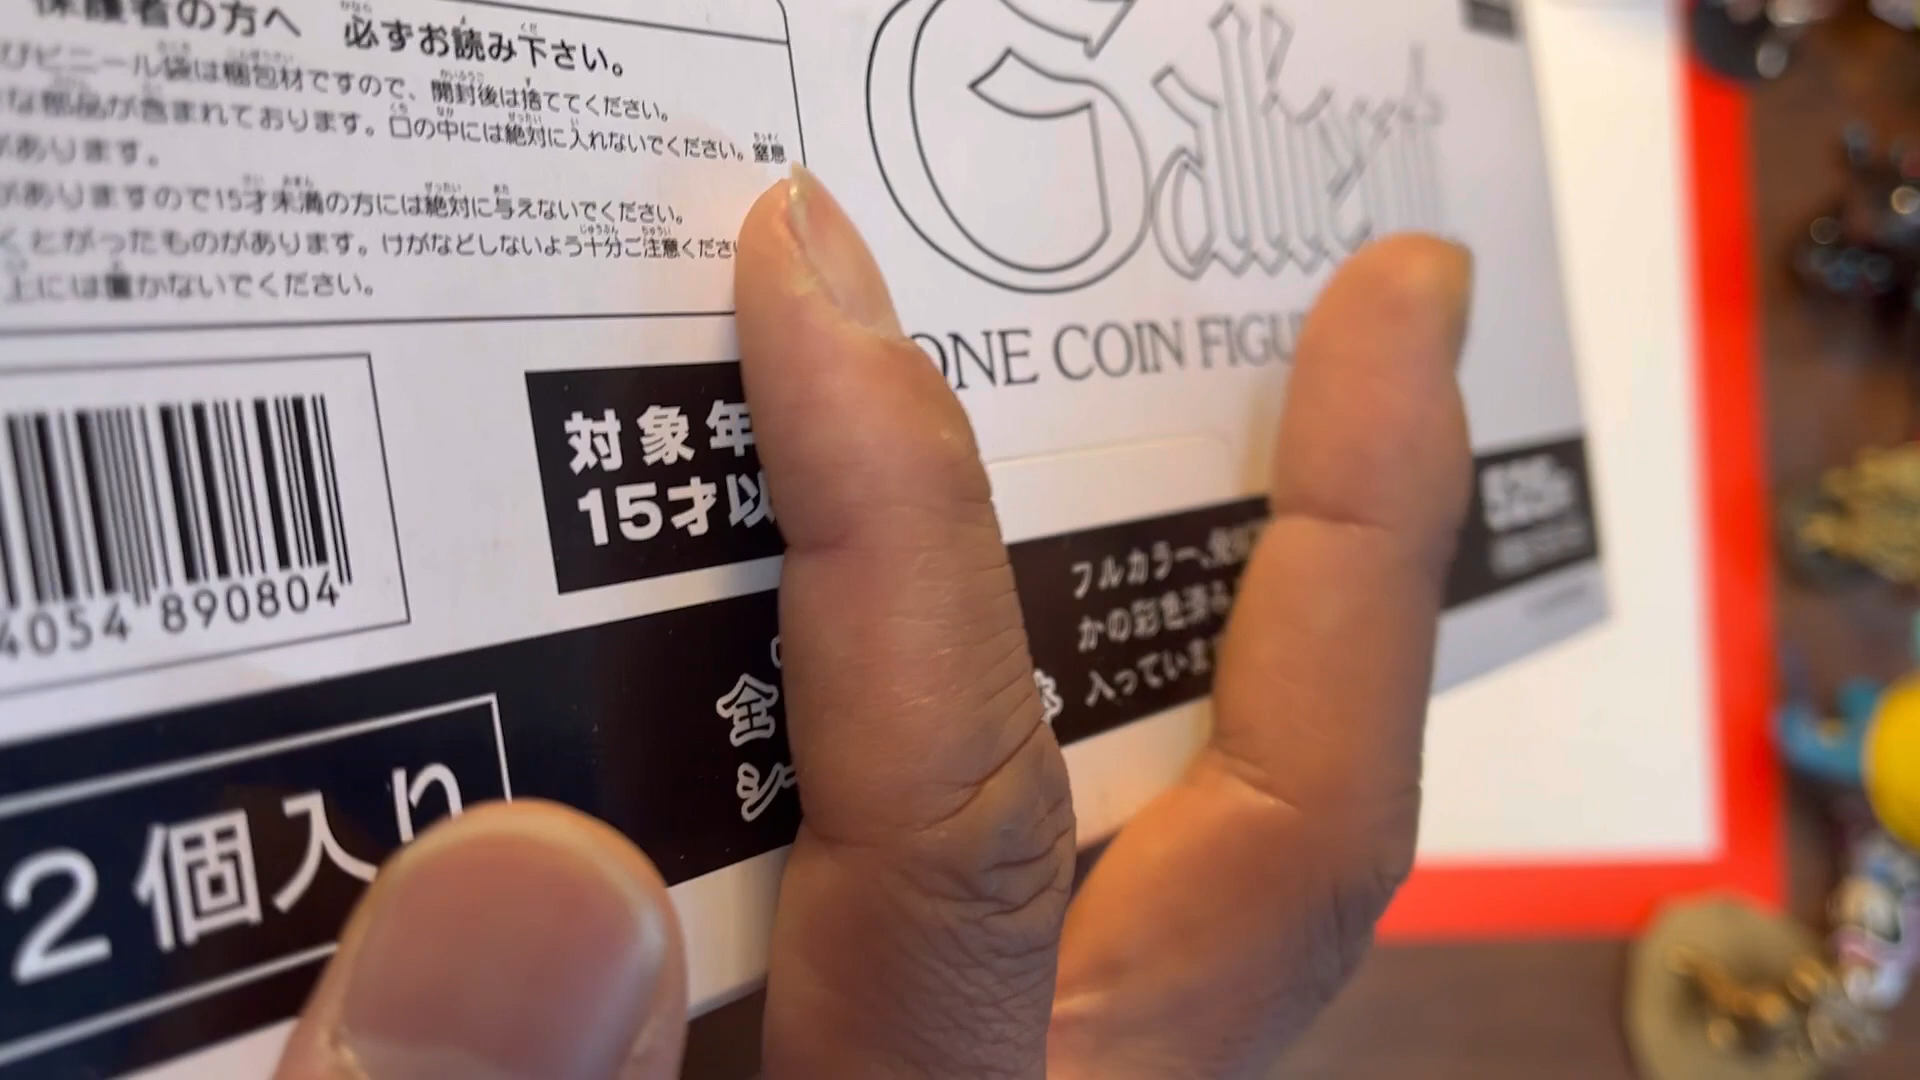 保護者の方へ 必ずお読み下さい。
びビニール袋は梱包材ですので、開封後は捨ててください。
な部品が含まれております。口の中には絶対に入れないでください。窒息
があります。
がありますので15才未満の方には絶対に与えないでください。
くとがったものがあります。けがなどしないよう十分ご注意くださ
上には置かないでください。
Galient
ONE COIN FIGU
対象年
15才以
4054 890804
フルカラー、
かの彩色済み
入っていま
525
全
シ
2個入り